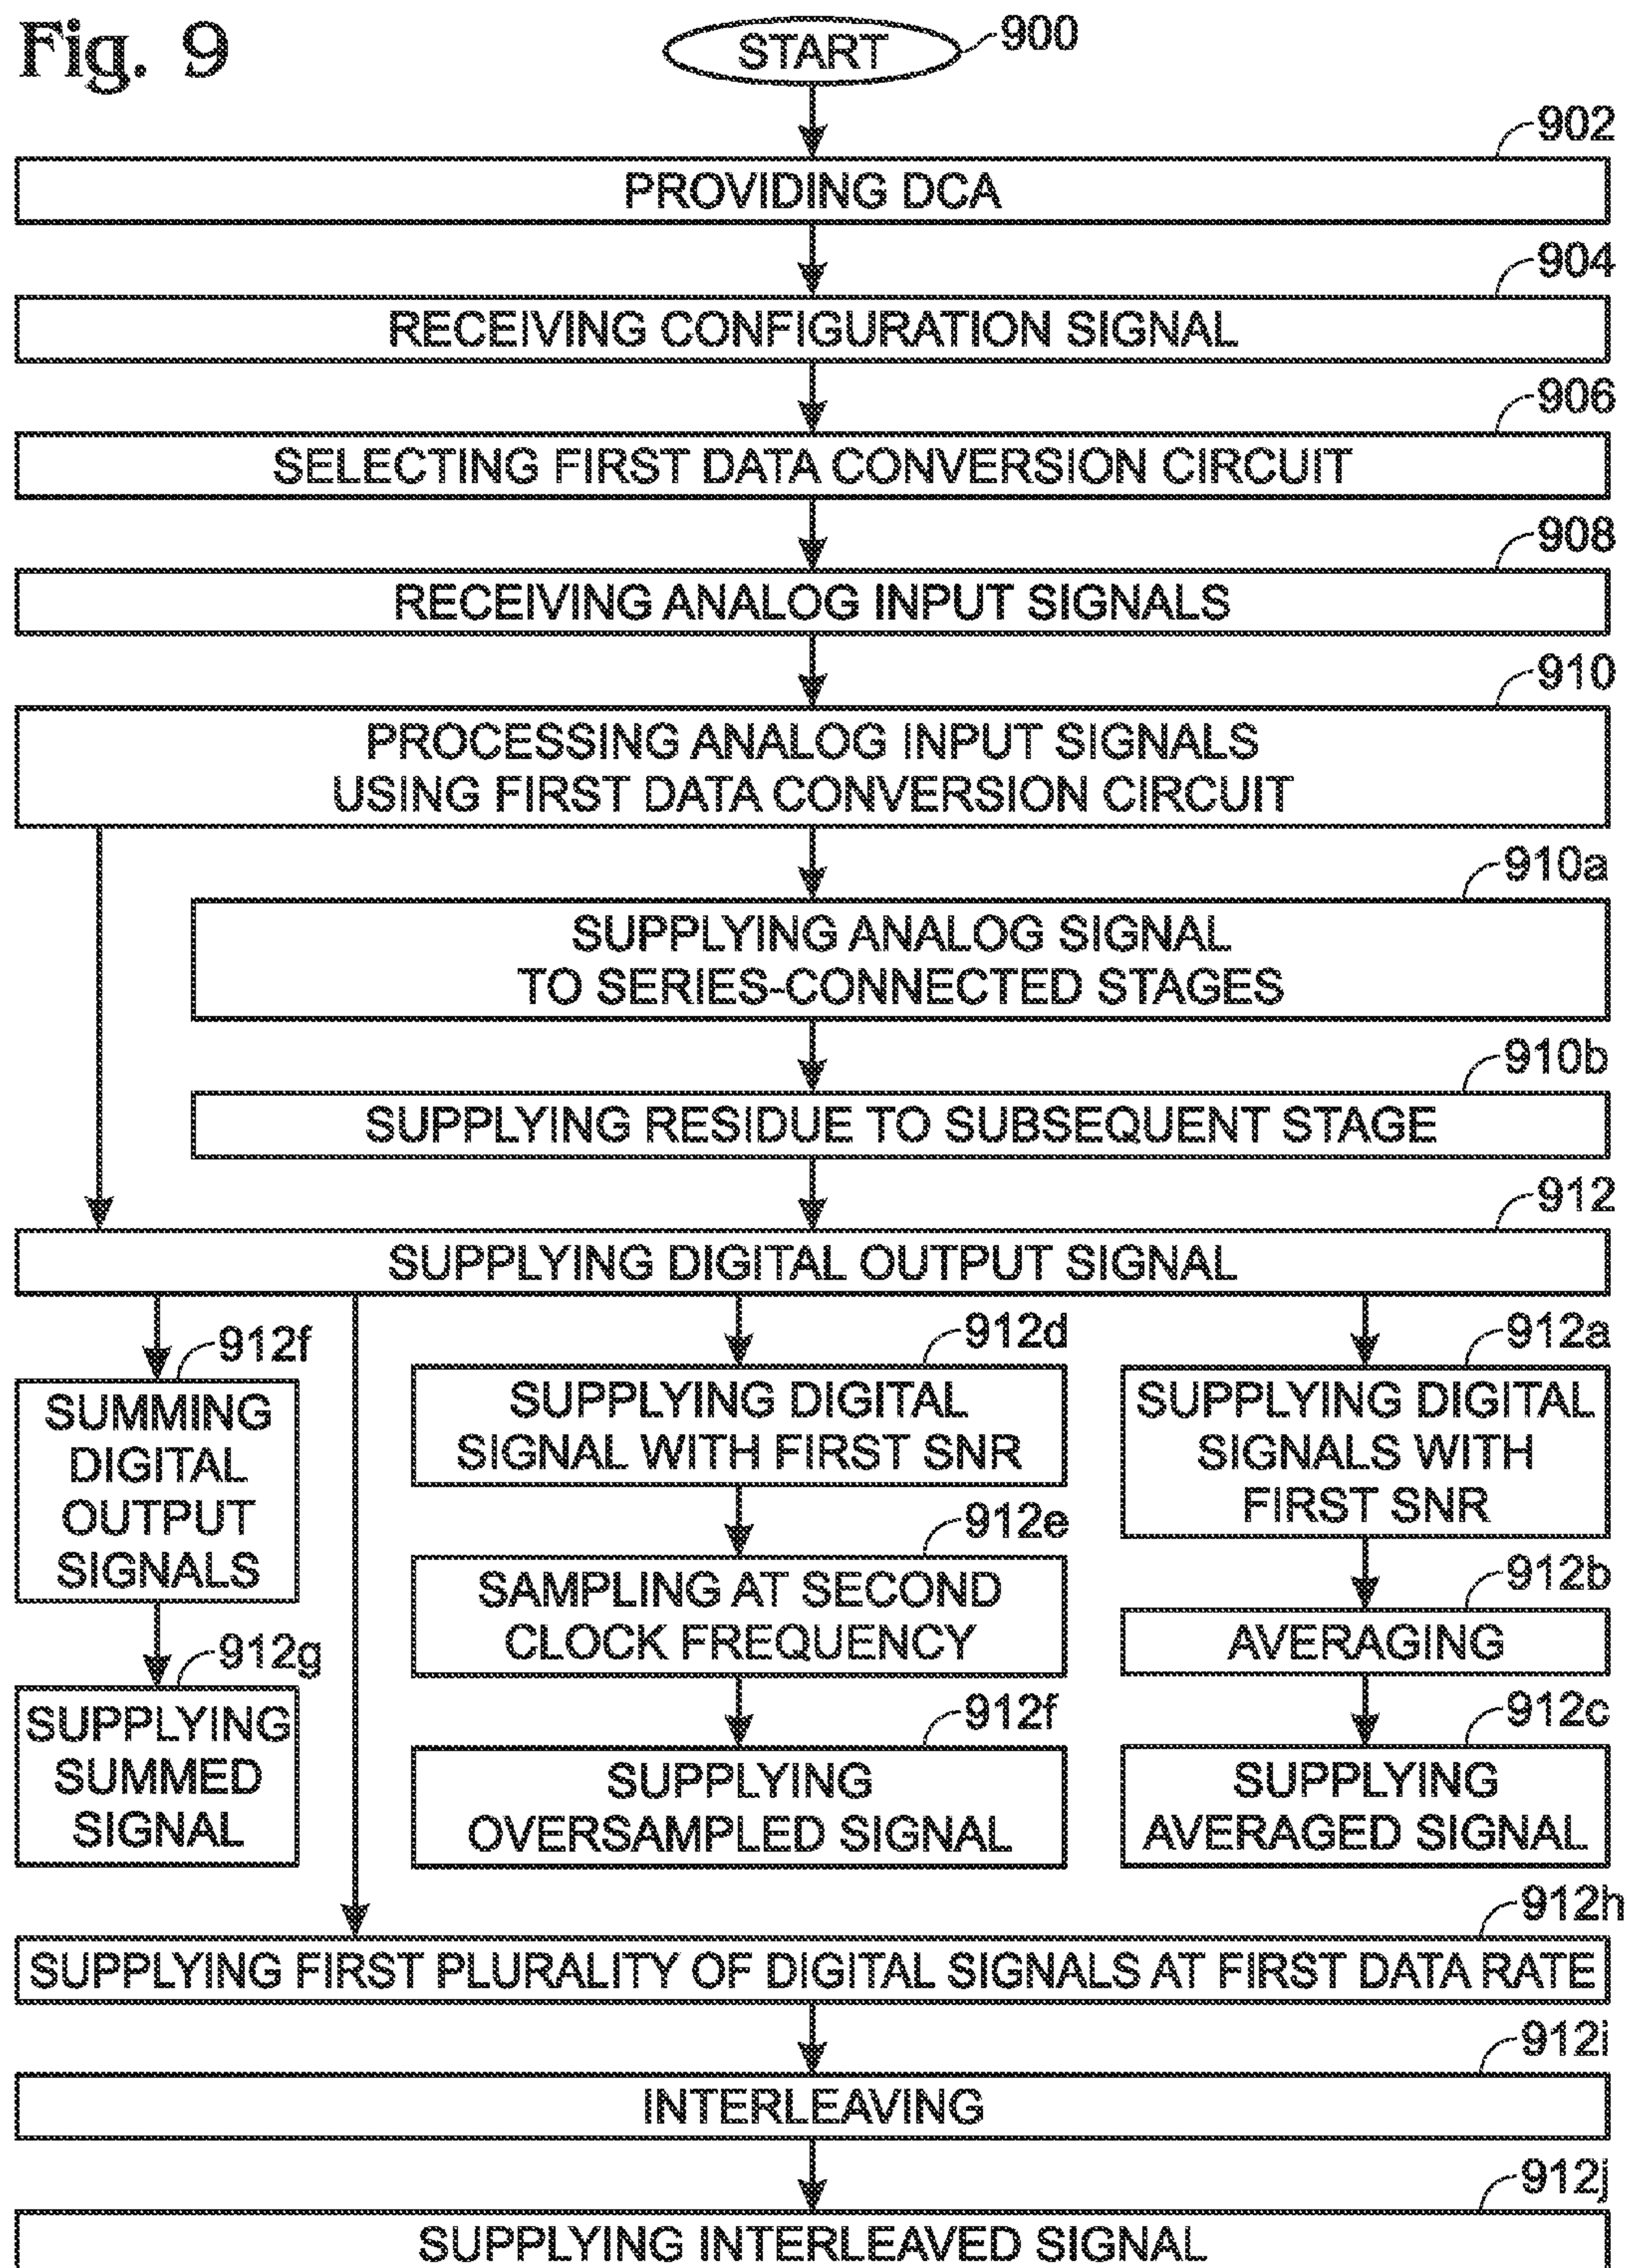 Fig. 9
START
900
902
PROVIDING DCA
904
RECEIVING CONFIGURATION SIGNAL
906
SELECTING FIRST DATA CONVERSION CIRCUIT
908
RECEIVING ANALOG INPUT SIGNALS
910
PROCESSING ANALOG INPUT SIGNALS
USING FIRST DATA CONVERSION CIRCUIT
910a
SUPPLYING ANALOG SIGNAL
TO SERIES-CONNECTED STAGES
910b
SUPPLYING RESIDUE TO SUBSEQUENT STAGE
912
SUPPLYING DIGITAL OUTPUT SIGNAL
912f
SUMMING
DIGITAL
OUTPUT
SIGNALS
912g
SUPPLYING
SUMMED
SIGNAL
912d
SUPPLYING DIGITAL
SIGNAL WITH FIRST SNR
912e
SAMPLING AT SECOND
CLOCK FREQUENCY
912f
SUPPLYING
OVERSAMPLED SIGNAL
912a
SUPPLYING DIGITAL
SIGNALS WITH
FIRST SNR
912b
AVERAGING
912c
SUPPLYING
AVERAGED SIGNAL
912h
SUPPLYING FIRST PLURALITY OF DIGITAL SIGNALS AT FIRST DATA RATE
912i
INTERLEAVING
912j
SUPPLYING INTERLEAVED SIGNAL